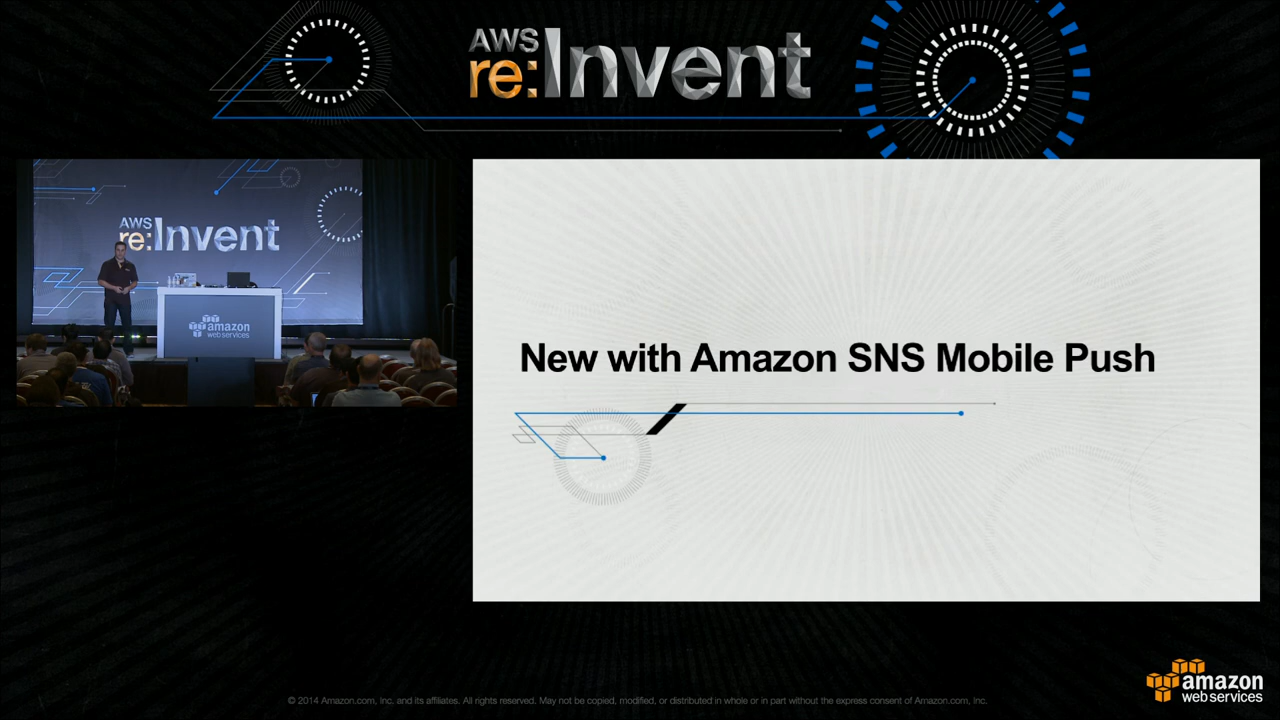 AWS
re:Invent
AWS
re:Invent
amazon
web services
New with Amazon SNS Mobile Push
amazon
web services
© 2014 Amazon.com, Inc. and its affiliates. All rights reserved. May not be copied, modified, or distributed in whole or in part without the express consent of Amazon.com, Inc.